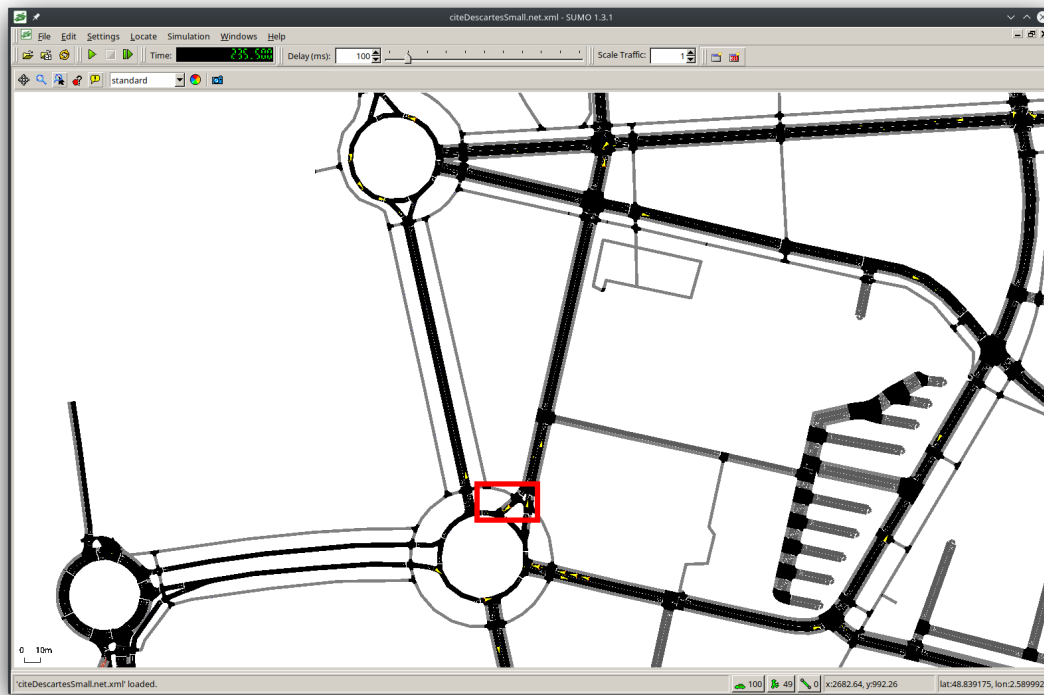 citeDescartesSmall.net.xml - SUMO 1.3.1
File Edit Settings Locate Simulation Windows Help
Time: 235.500 Delay (ms): 100 Scale Traffic: 1
standard
0 10m
'citeDescartesSmall.net.xml' loaded. 100 49 0 x:2682.64, y:992.26 lat:48.839175, lon:2.589992